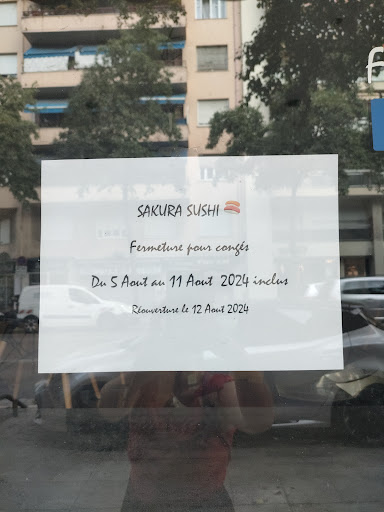 SAKURA SUSHI 🍣
Fermeture pour congés
Du 5 Aout au 11 Aout 2024 inclus
Réouverture le 12 Aout 2024